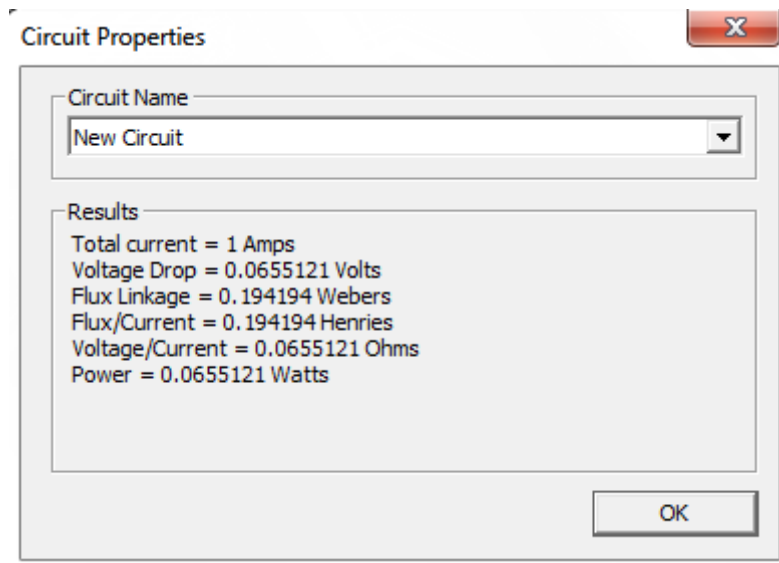 Circuit Properties
Circuit Name
New Circuit
Results
Total current = 1 Amps
Voltage Drop = 0.0655121 Volts
Flux Linkage = 0.194194 Webers
Flux/Current = 0.194194 Henries
Voltage/Current = 0.0655121 Ohms
Power = 0.0655121 Watts
OK